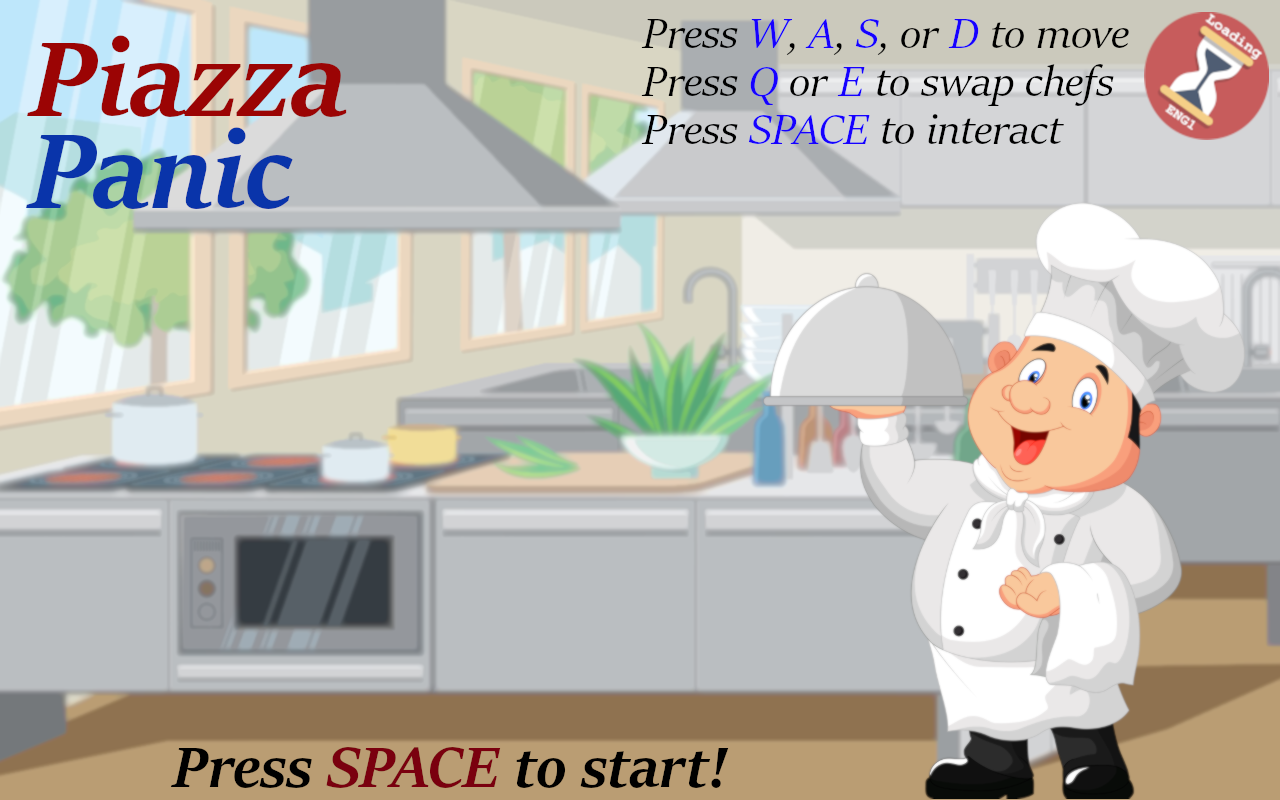 Piazza
Panic
Press W, A, S, or D to move
Press Q or E to swap chefs
Press SPACE to interact
Loading
ENG1
Press SPACE to start!